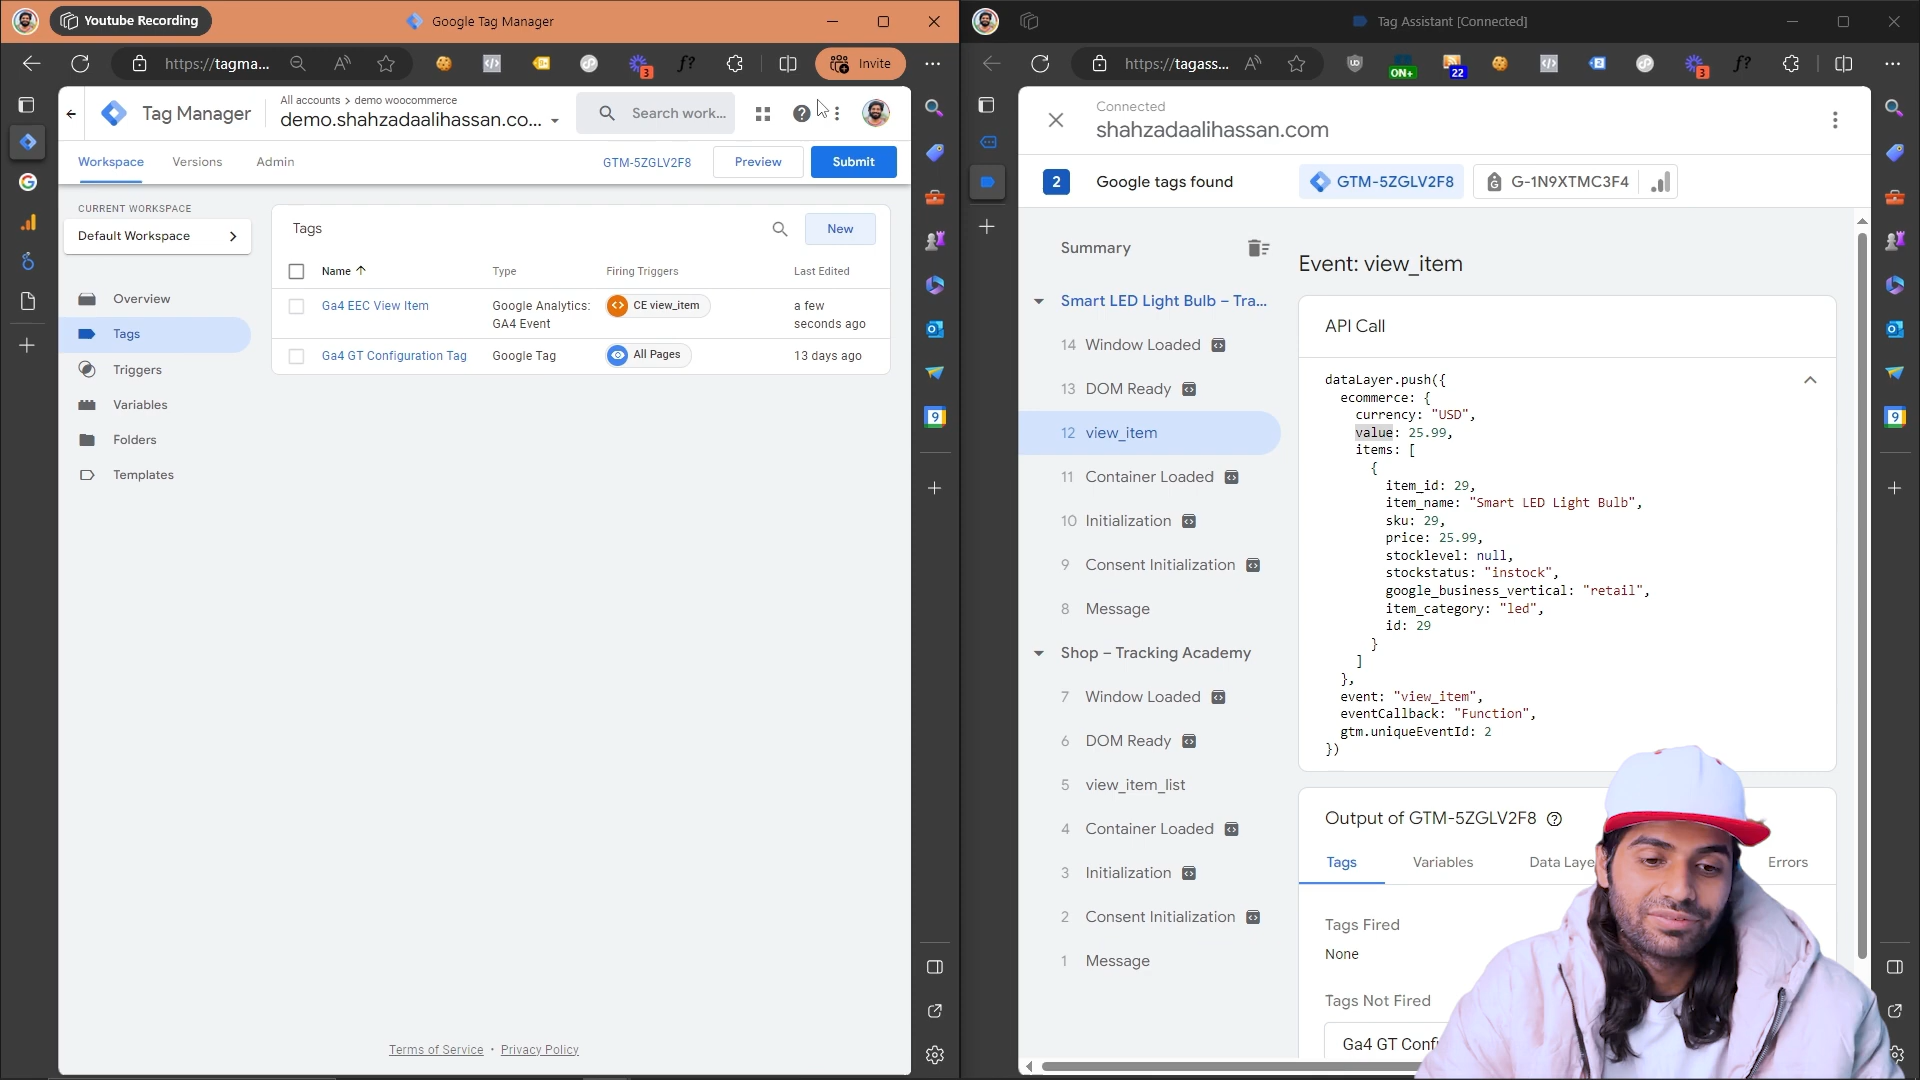 Youtube Recording
Google Tag Manager
https://tagma...
3
Invite
All accounts > demo woocommerce
Tag Manager
demo.shahzadaalihassan.co...
Search work...
Workspace
Versions
Admin
GTM-5ZGLV2F8
Preview
Submit
CURRENT WORKSPACE
Default Workspace
Overview
Tags
Triggers
Variables
Folders
Templates
Tags
New
Name
Type
Firing Triggers
Last Edited
Ga4 EEC View Item
Google Analytics: GA4 Event
CE view_item
a few seconds ago
Ga4 GT Configuration Tag
Google Tag
All Pages
13 days ago
Terms of Service • Privacy Policy
9
Tag Assistant [Connected]
https://tagass...
ON+
22
3
Connected
shahzadaalihassan.com
2
Google tags found
GTM-5ZGLV2F8
G-1N9XTMC3F4
Summary
Smart LED Light Bulb – Tra...
14 Window Loaded
13 DOM Ready
12 view_item
11 Container Loaded
10 Initialization
9 Consent Initialization
8 Message
Shop – Tracking Academy
7 Window Loaded
6 DOM Ready
5 view_item_list
4 Container Loaded
3 Initialization
2 Consent Initialization
1 Message
Event: view_item
API Call
dataLayer.push({
ecommerce: {
currency: "USD",
value: 25.99,
items: [
{
item_id: 29,
item_name: "Smart LED Light Bulb",
sku: 29,
price: 25.99,
stocklevel: null,
stockstatus: "instock",
google_business_vertical: "retail",
item_category: "led",
id: 29
}
]
},
event: "view_item",
eventCallback: "Function",
gtm.uniqueEventId: 2
})
Output of GTM-5ZGLV2F8
Tags
Variables
Data Laye
Errors
Tags Fired
None
Tags Not Fired
Ga4 GT Conf
9